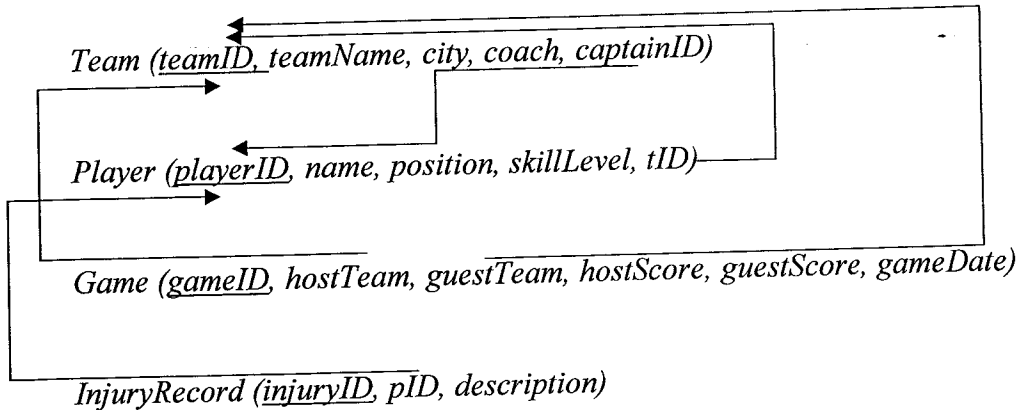 Team (teamID, teamName, city, coach, captainID)
Player (playerID, name, position, skillLevel, tID)
Game (gameID, hostTeam, guestTeam, hostScore, guestScore, gameDate)
InjuryRecord (injuryID, pID, description)